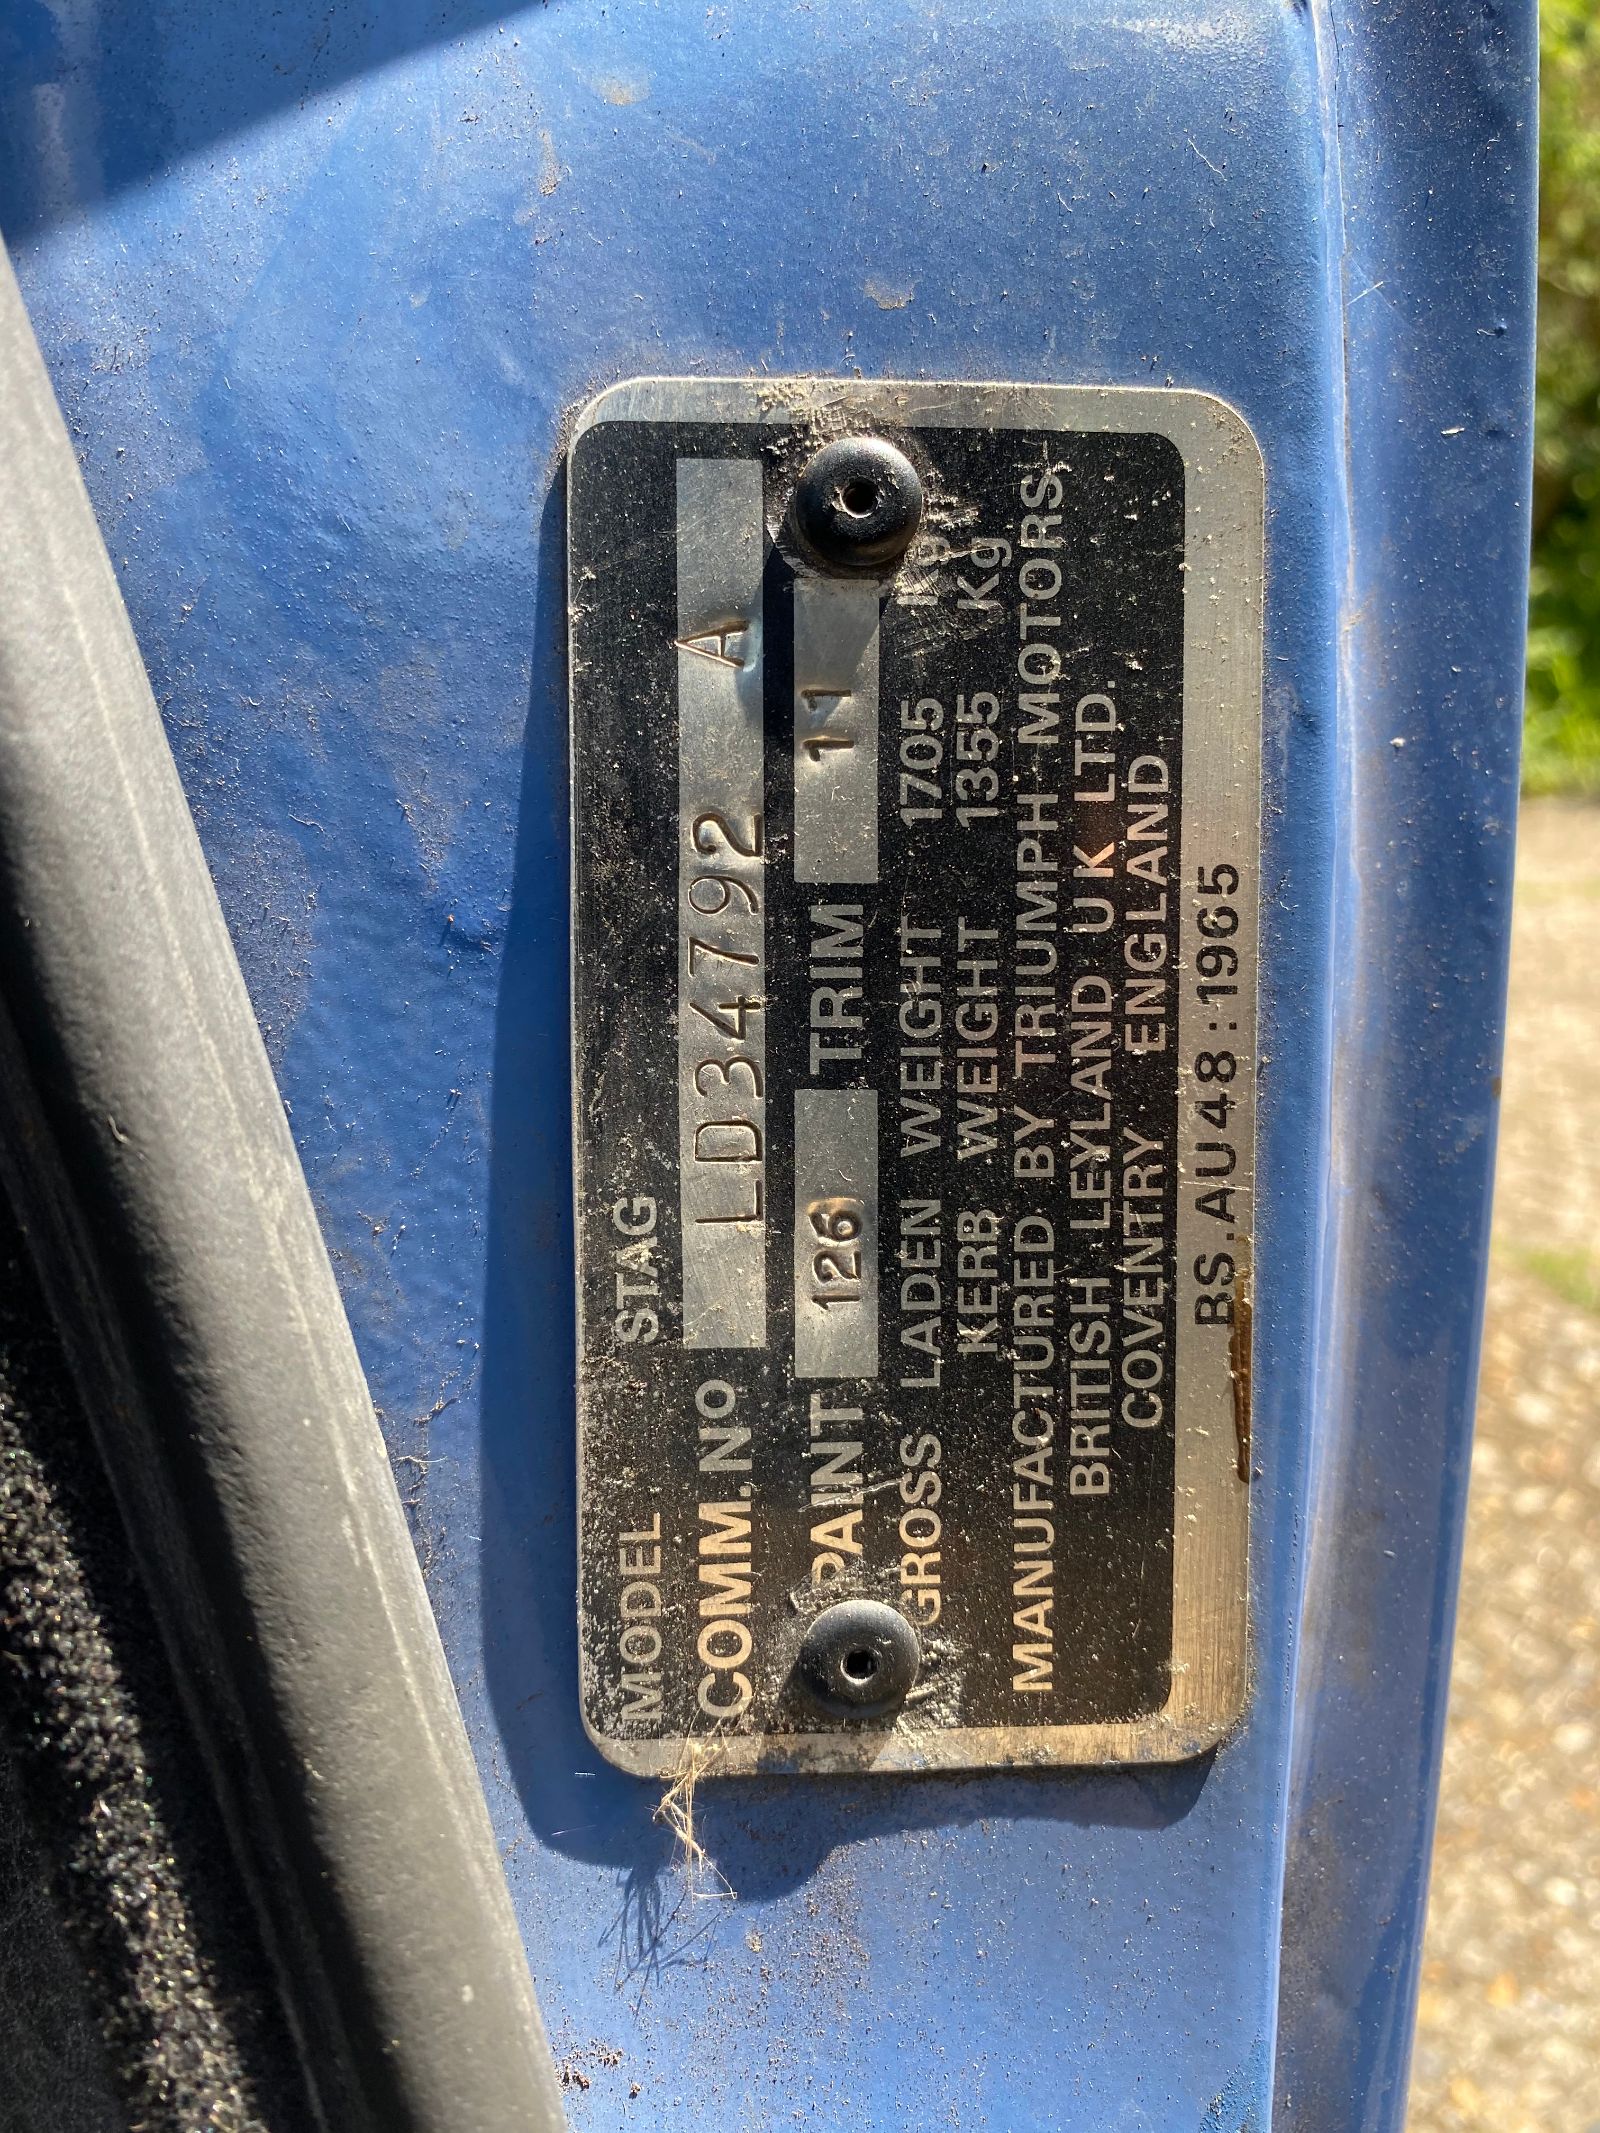 MODEL STAG
COMM. NO LD34792 A
PAINT 126 TRIM 11
GROSS LADEN WEIGHT 1705 Kg
KERB WEIGHT 1355 Kg
MANUFACTURED BY TRIUMPH MOTORS,
BRITISH LEYLAND U K LTD.
COVENTRY ENGLAND
BS.AU48:1965